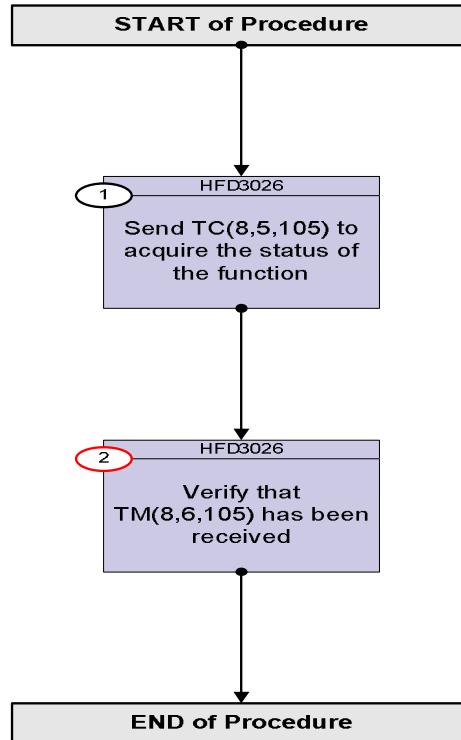 START of Procedure
HFD3026
1
Send TC(8,5,105) to
acquire the status of
the function
HFD3026
2
Verify that
TM(8,6,105) has been
received
END of Procedure